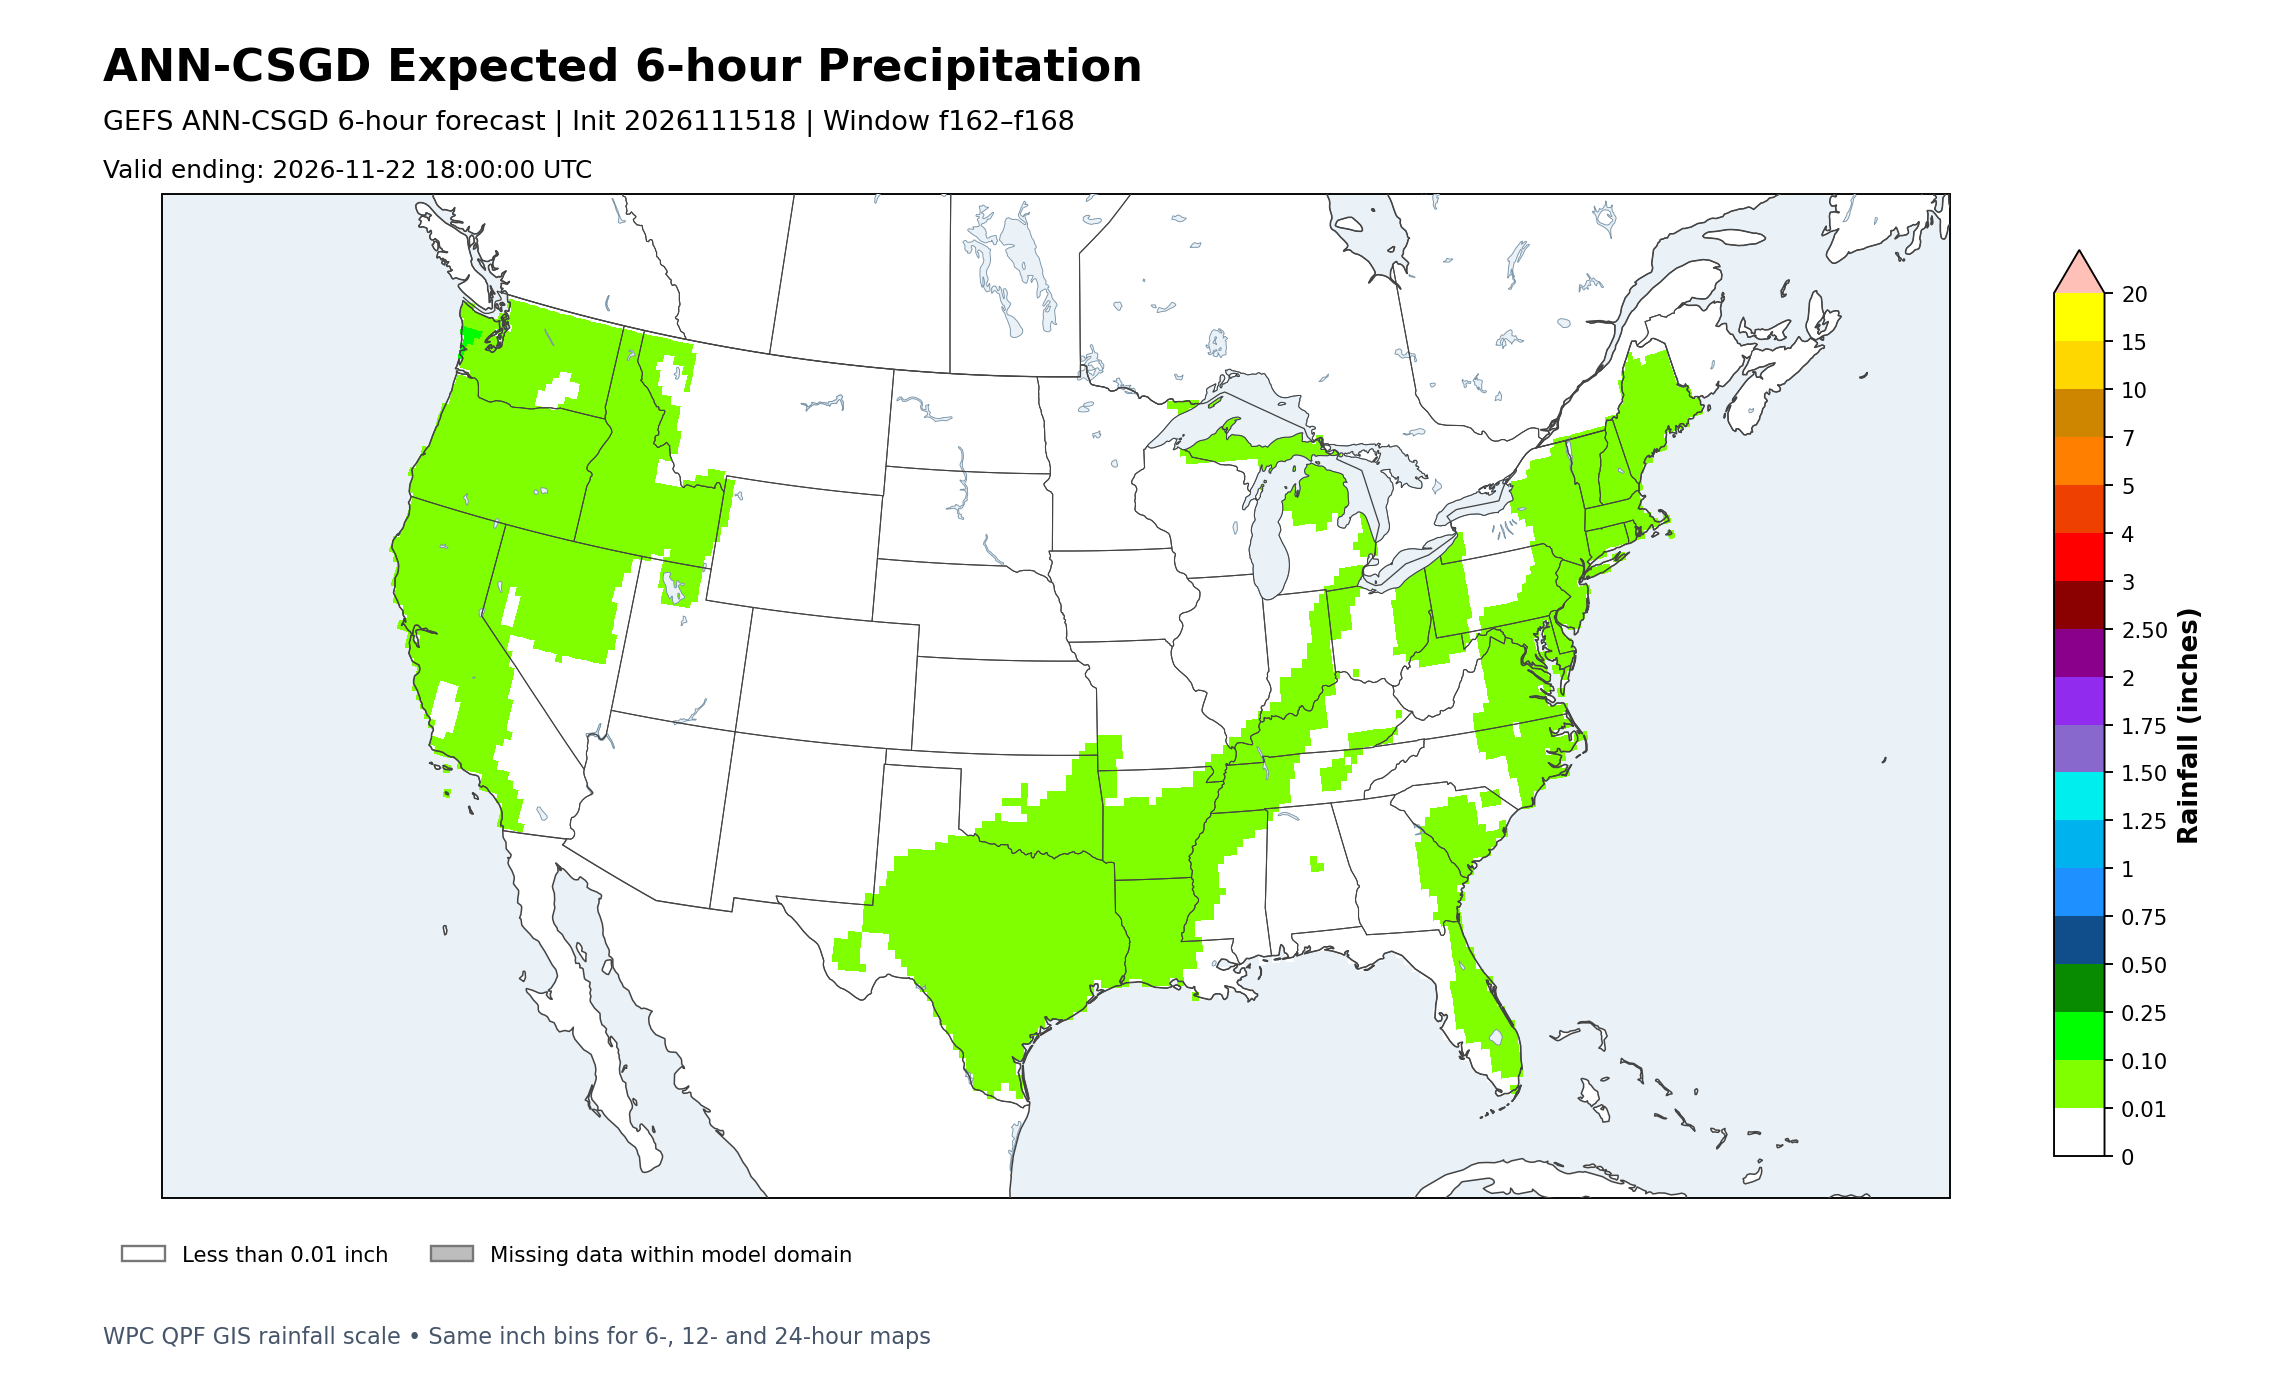 ANN-CSGD Expected 6-hour Precipitation
GEFS ANN-CSGD 6-hour forecast | Init 2026111518 | Window f162–f168
Valid ending: 2026-11-22 18:00:00 UTC
20
15
10
7
5
4
3
2.50
2
1.75
1.50
1.25
1
0.75
0.50
0.25
0.10
0.01
0
Rainfall (inches)
Less than 0.01 inch
Missing data within model domain
WPC QPF GIS rainfall scale • Same inch bins for 6-, 12- and 24-hour maps